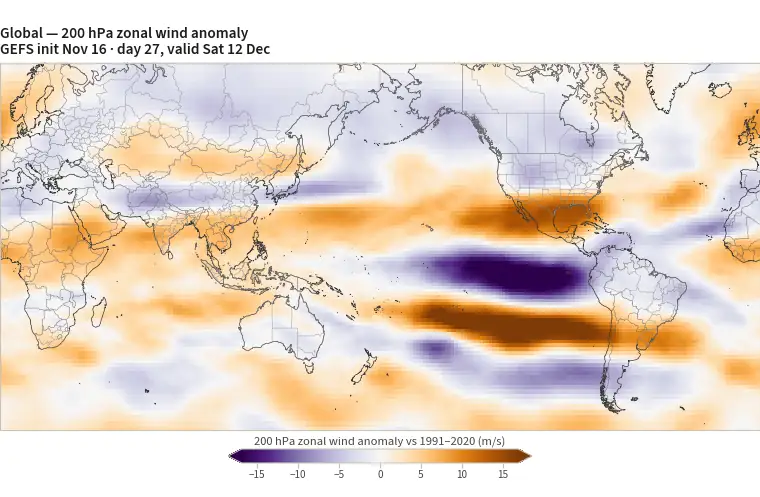 Global — 200 hPa zonal wind anomaly
GEFS init Nov 16 · day 27, valid Sat 12 Dec
200 hPa zonal wind anomaly vs 1991–2020 (m/s)
−15 −10 −5 0 5 10 15